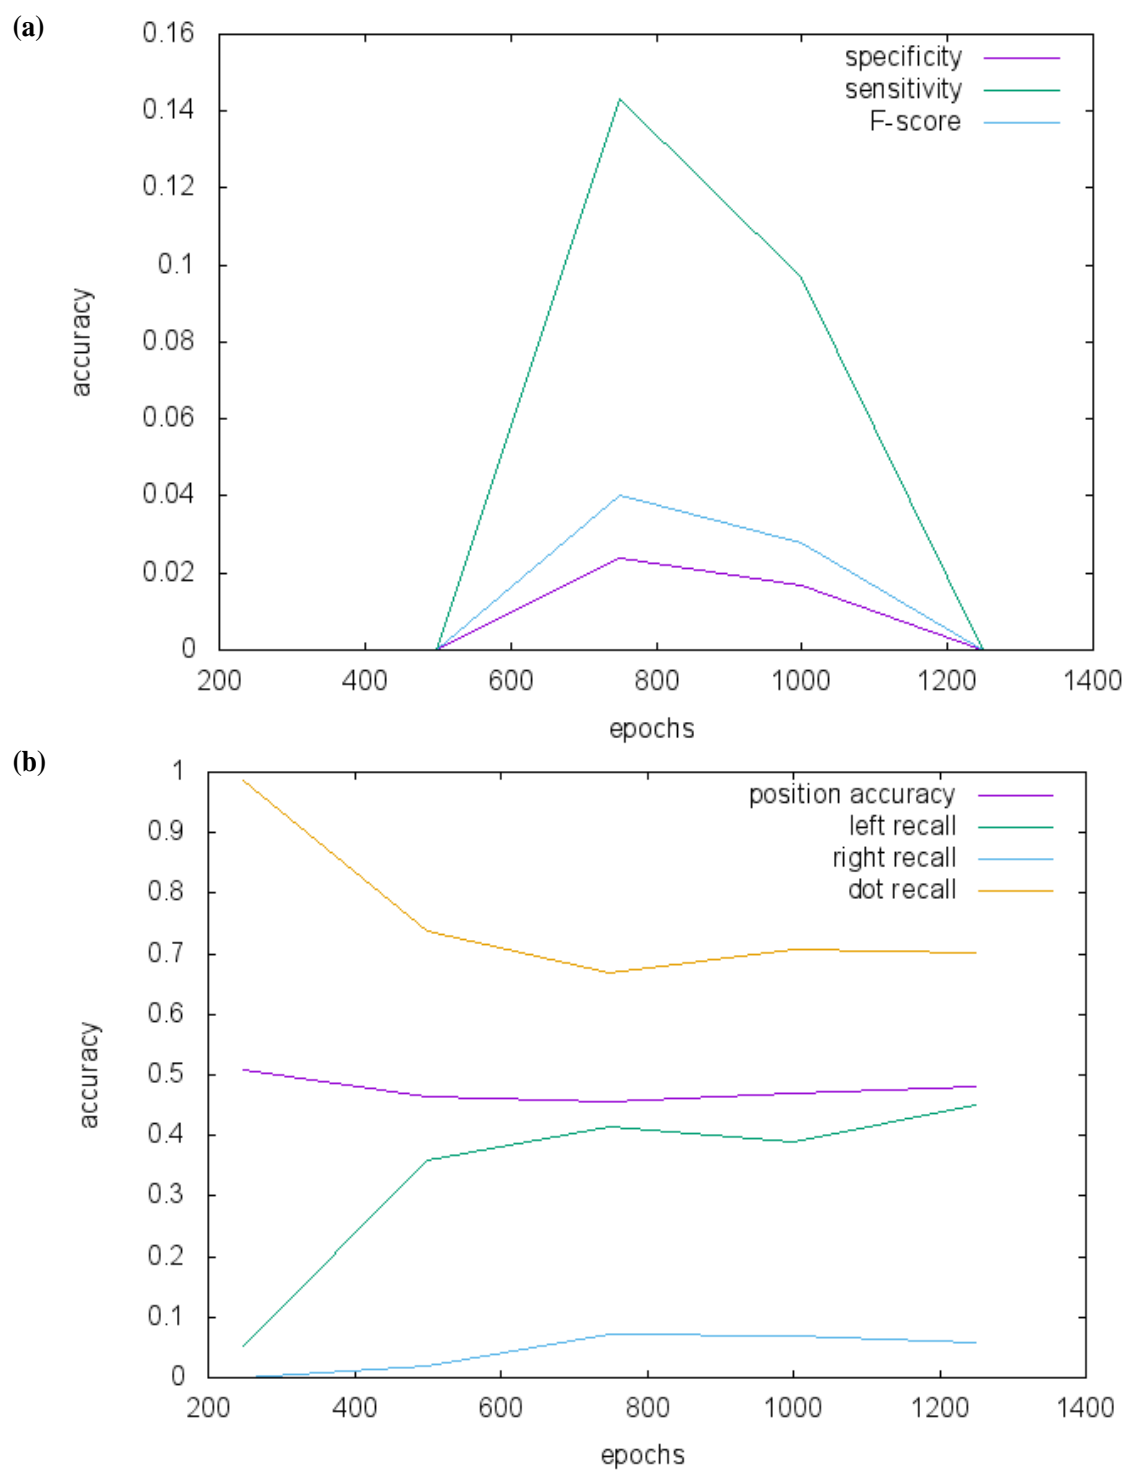 (a)
0.16
0.14
0.12
0.1
0.08
0.06
0.04
0.02
0
accuracy
specificity
sensitivity
F-score
200 400 600 800 1000 1200 1400
epochs
(b)
1
0.9
0.8
0.7
0.6
0.5
0.4
0.3
0.2
0.1
0
accuracy
position accuracy
left recall
right recall
dot recall
200 400 600 800 1000 1200 1400
epochs